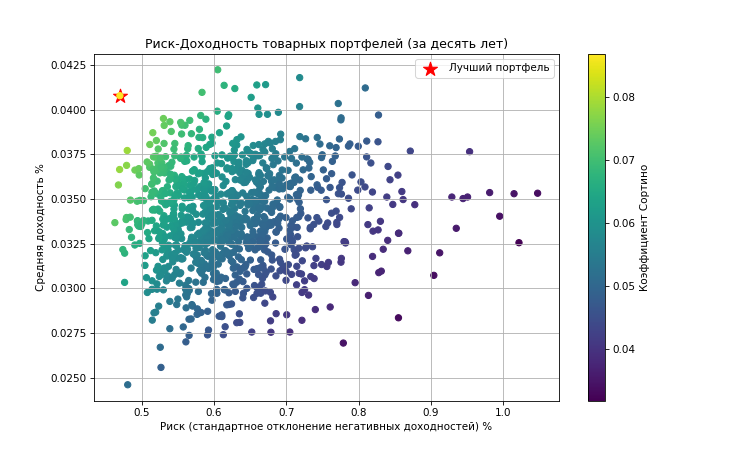 Риск-Доходность товарных портфелей (за десять лет)
Лучший портфель
Средняя доходность %
0.0425
0.0400
0.0375
0.0350
0.0325
0.0300
0.0275
0.0250
0.5 0.6 0.7 0.8 0.9 1.0
Риск (стандартное отклонение негативных доходностей) %
0.08
0.07
0.06
0.05
0.04
Коэффициент Сортино